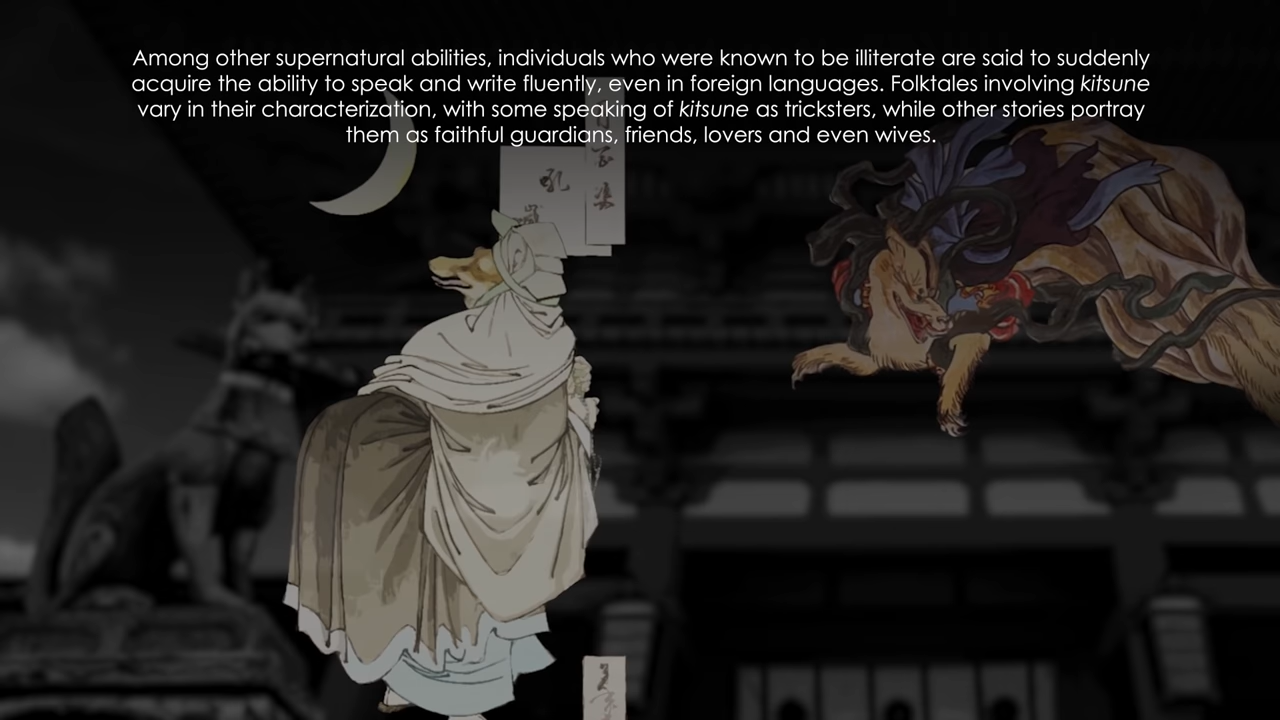 Among other supernatural abilities, individuals who were known to be illiterate are said to suddenly
acquire the ability to speak and write fluently, even in foreign languages. Folktales involving kitsune
vary in their characterization, with some speaking of kitsune as tricksters, while other stories portray
them as faithful guardians, friends, lovers and even wives.
吼